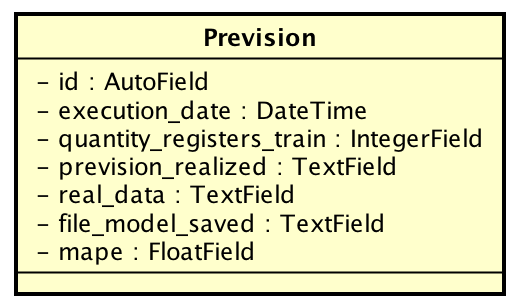 Prevision
- id : AutoField
- execution_date : DateTime
- quantity_registers_train : IntegerField
- prevision_realized : TextField
- real_data : TextField
- file_model_saved : TextField
- mape : FloatField